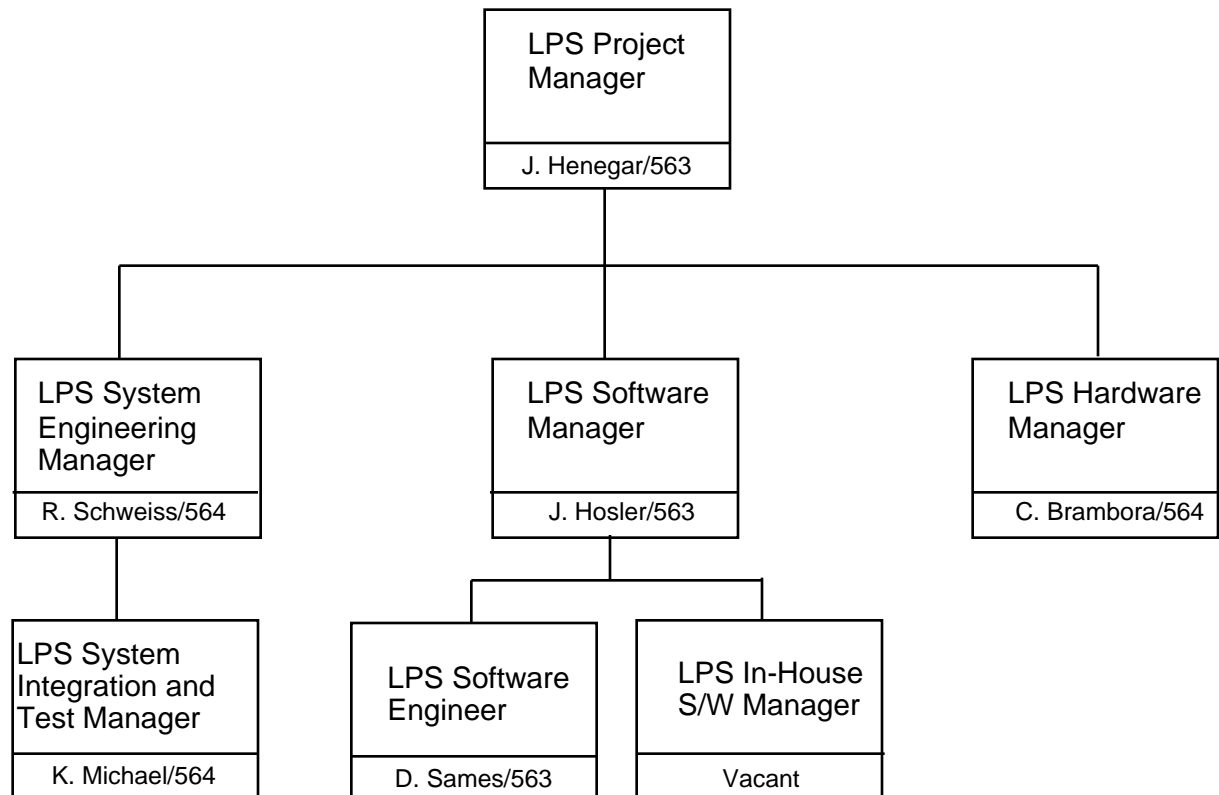 LPS Project
Manager
J. Henegar/563
LPS System
Engineering
Manager
R. Schweiss/564
LPS Software
Manager
J. Hosler/563
LPS Hardware
Manager
C. Brambora/564
LPS System
Integration and
Test Manager
K. Michael/564
LPS Software
Engineer
D. Sames/563
LPS In-House
S/W Manager
Vacant